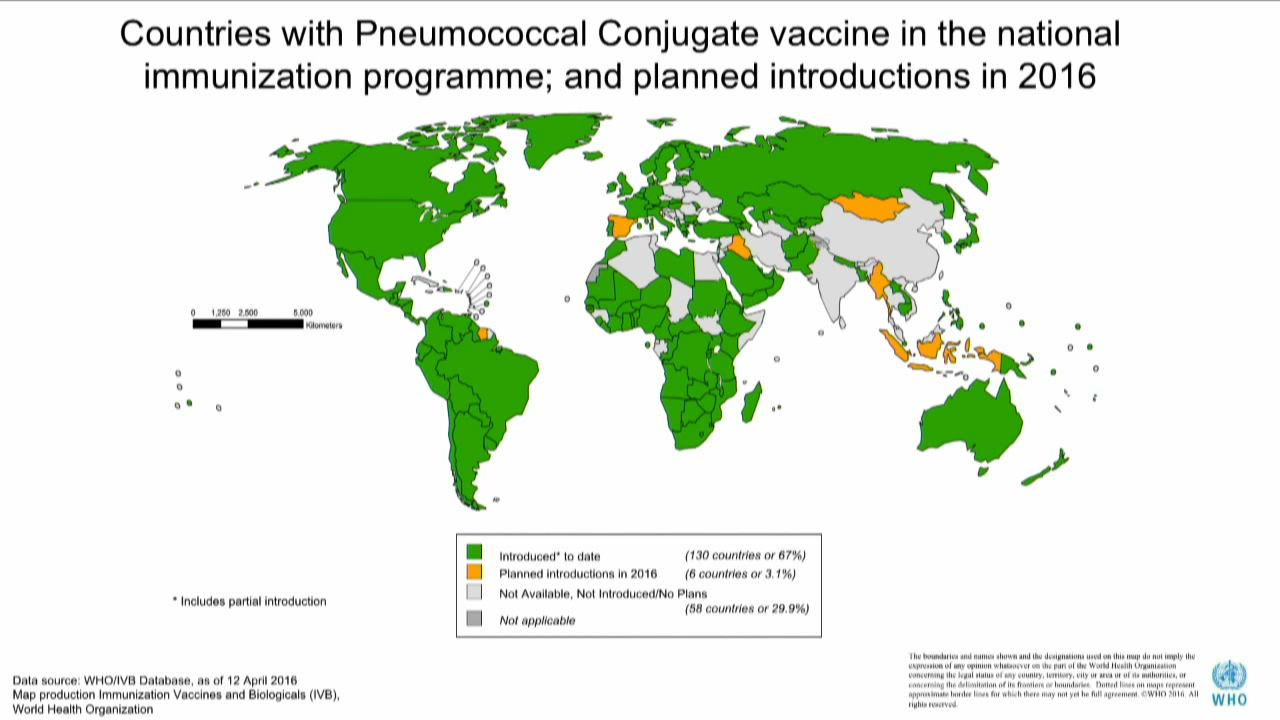 Countries with Pneumococcal Conjugate vaccine in the national
immunization programme; and planned introductions in 2016
0 1,250 2,500 5,000
Kilometers
Introduced* to date (130 countries or 67%)
Planned introductions in 2016 (6 countries or 3.1%)
Not Available, Not Introduced/No Plans
(58 countries or 29.9%)
Not applicable
* Includes partial introduction
Data source: WHO/IVB Database, as of 12 April 2016
Map production Immunization Vaccines and Biologicals (IVB),
World Health Organization
The boundaries and names shown and the designations used on this map do not imply the
expression of any opinion whatsoever on the part of the World Health Organization
concerning the legal status of any country, territory, city or area or of its authorities, or
concerning the delimitation of its frontiers or boundaries. Dotted lines on maps represent
approximate border lines for which there may not yet be full agreement. ©WHO 2016. All
rights reserved.
WHO